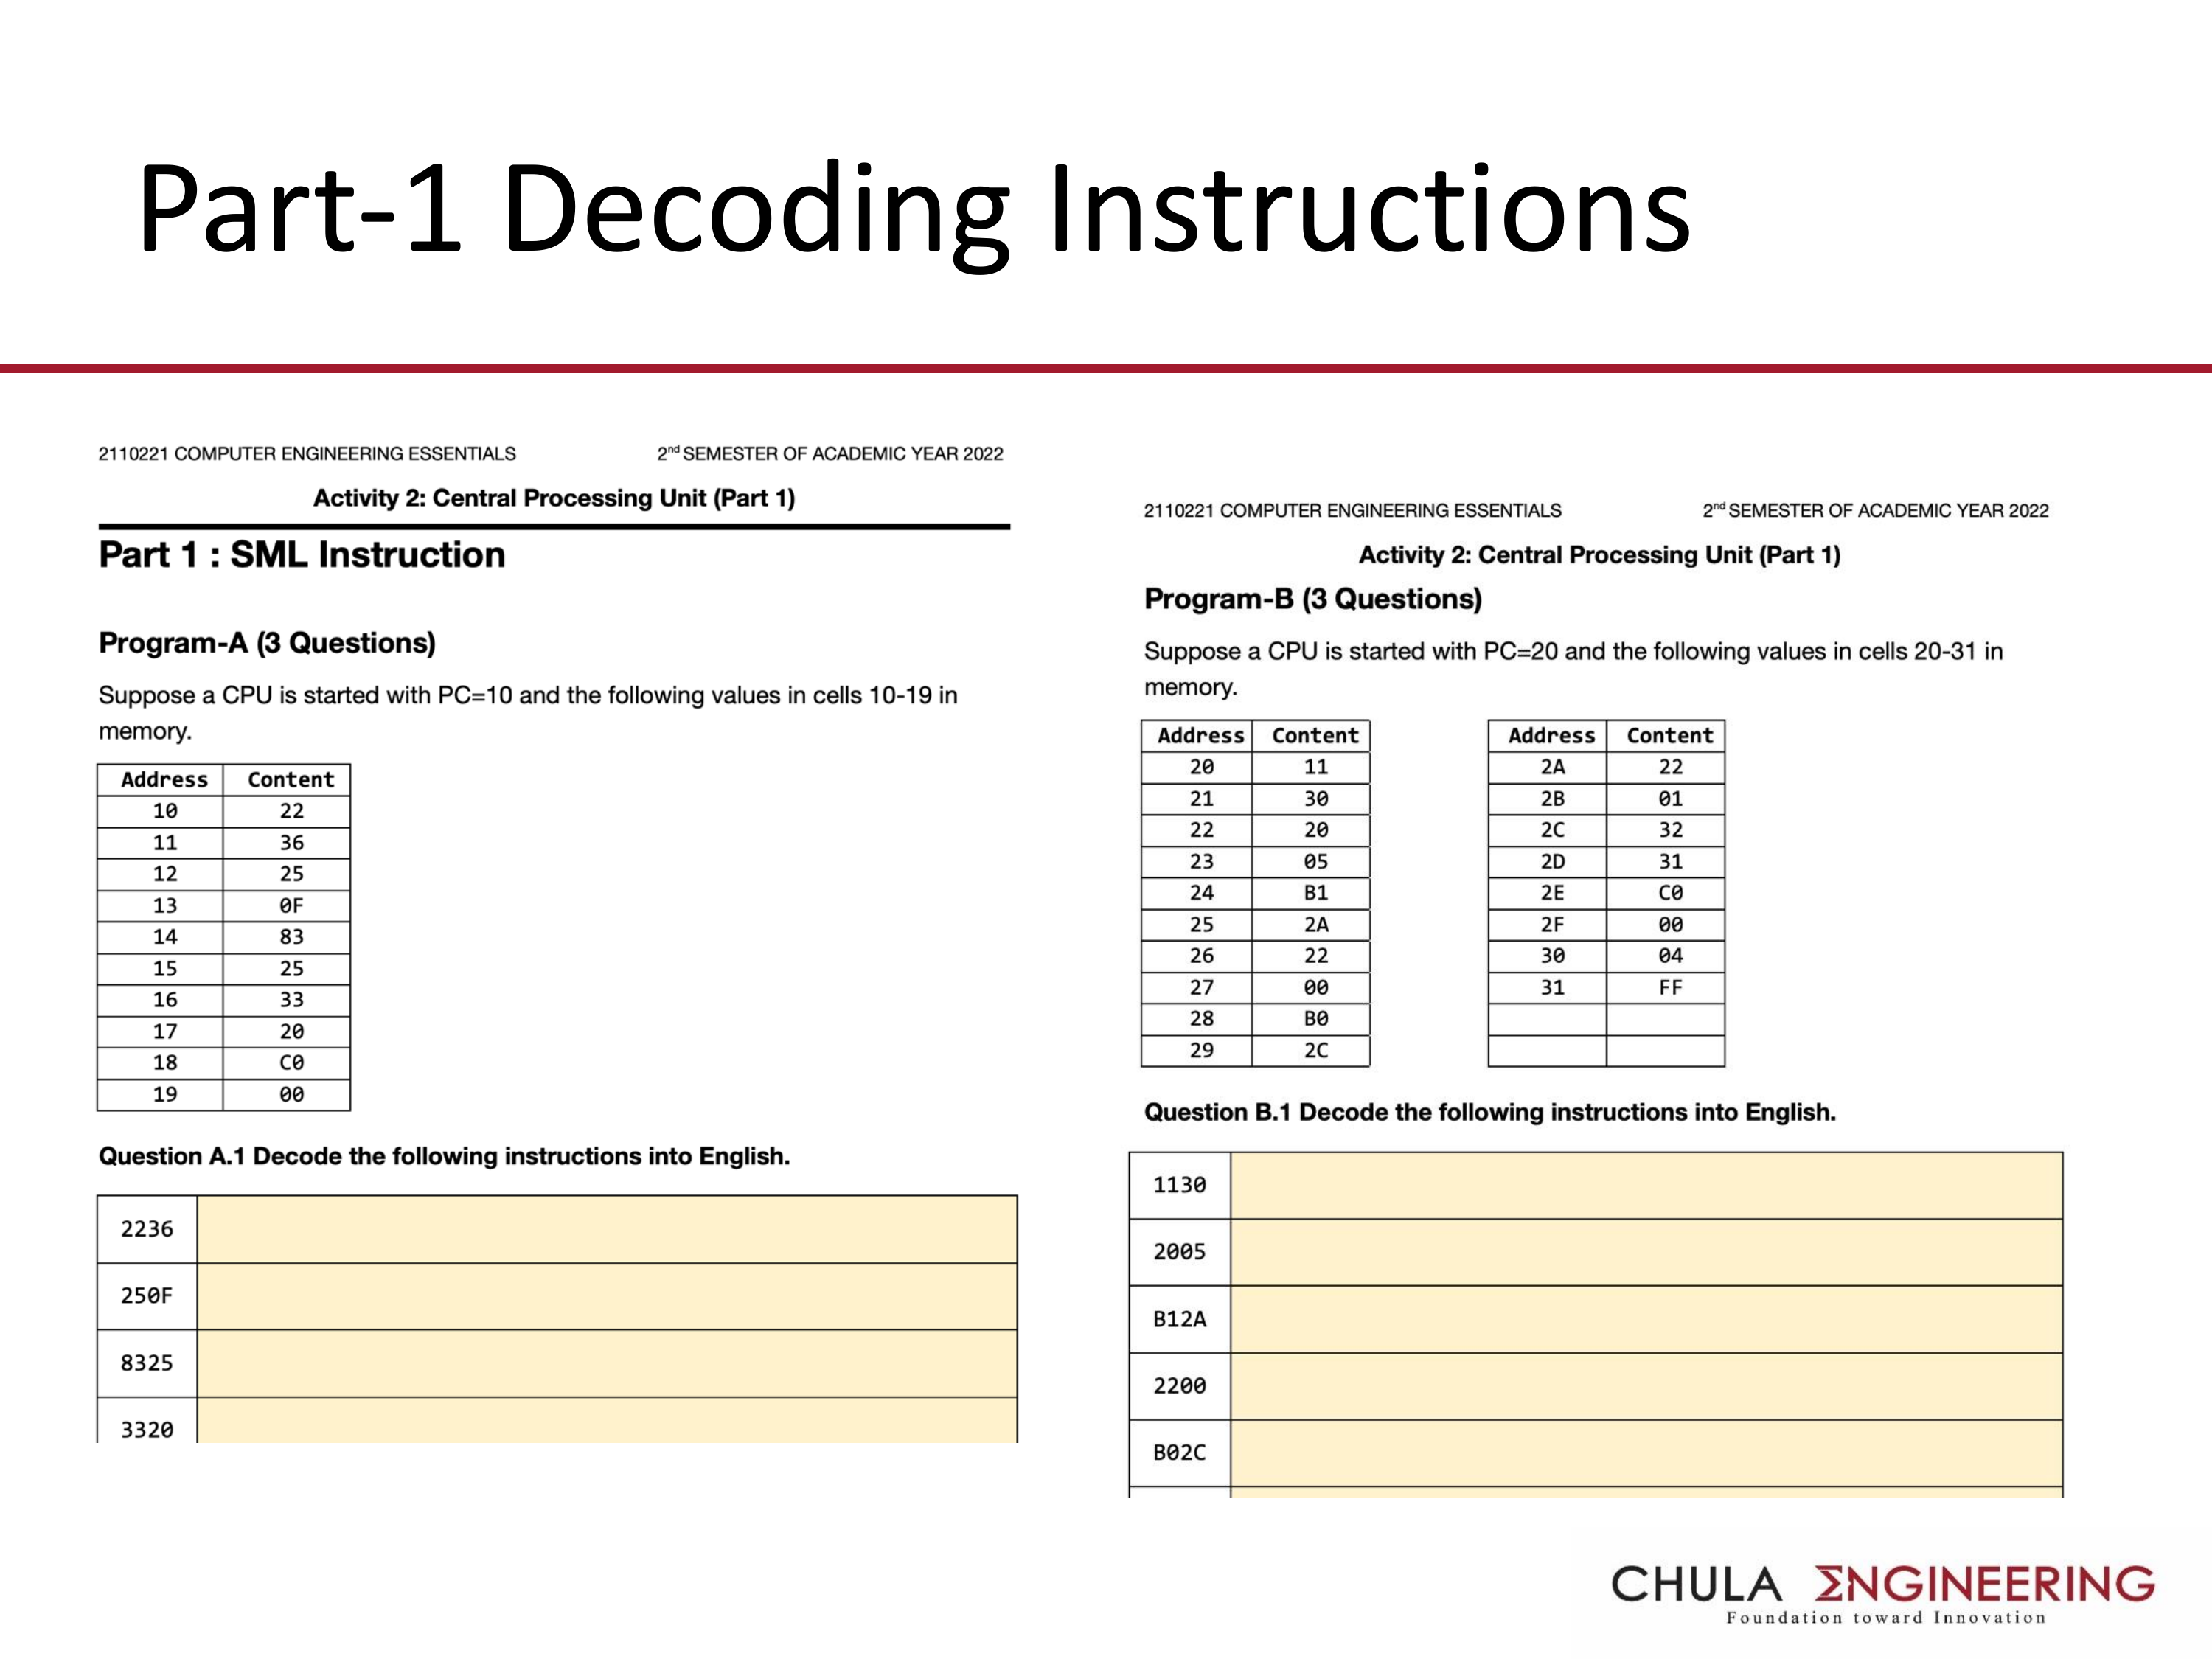 Part-1 Decoding Instructions
2110221 COMPUTER ENGINEERING ESSENTIALS 2nd SEMESTER OF ACADEMIC YEAR 2022
Activity 2: Central Processing Unit (Part 1)
Part 1 : SML Instruction
Program-A (3 Questions)
Suppose a CPU is started with PC=10 and the following values in cells 10-19 in
memory.
Address Content
10 22
11 36
12 25
13 0F
14 83
15 25
16 33
17 20
18 C0
19 00
Question A.1 Decode the following instructions into English.
2236
250F
8325
3320
2110221 COMPUTER ENGINEERING ESSENTIALS 2nd SEMESTER OF ACADEMIC YEAR 2022
Activity 2: Central Processing Unit (Part 1)
Program-B (3 Questions)
Suppose a CPU is started with PC=20 and the following values in cells 20-31 in
memory.
Address Content Address Content
20 11 2A 22
21 30 2B 01
22 20 2C 32
23 05 2D 31
24 B1 2E C0
25 2A 2F 00
26 22 30 04
27 00 31 FF
28 B0
29 2C
Question B.1 Decode the following instructions into English.
1130
2005
B12A
2200
B02C
CHULA ΣNGINEERING
Foundation toward Innovation